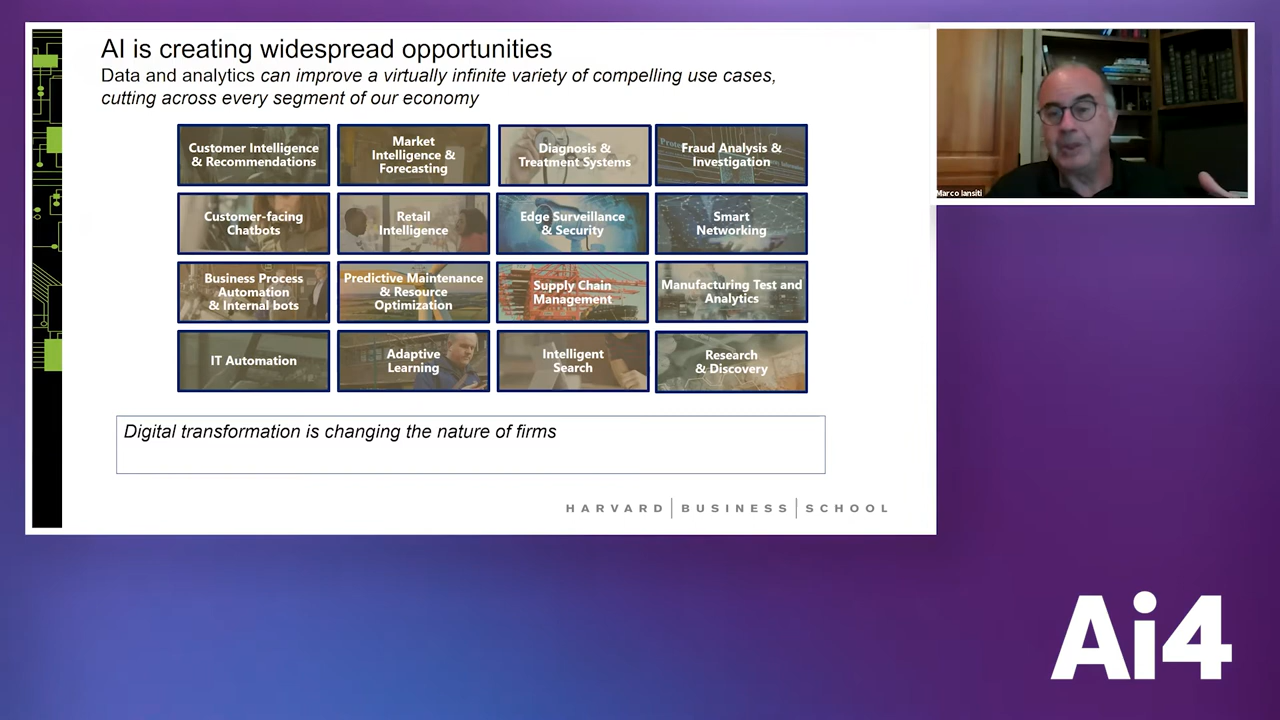 AI is creating widespread opportunities
Data and analytics can improve a virtually infinite variety of compelling use cases,
cutting across every segment of our economy
Customer Intelligence
& Recommendations
Market
Intelligence &
Forecasting
Diagnosis &
Treatment Systems
Fraud Analysis &
Investigation
Customer-facing
Chatbots
Retail
Intelligence
Edge Surveillance
& Security
Smart
Networking
Business Process
Automation
& Internal bots
Predictive Maintenance
& Resource
Optimization
Supply Chain
Management
Manufacturing Test and
Analytics
IT Automation
Adaptive
Learning
Intelligent
Search
Research
& Discovery
Digital transformation is changing the nature of firms
HARVARD | BUSINESS | SCHOOL
Marco Iansiti
Ai4